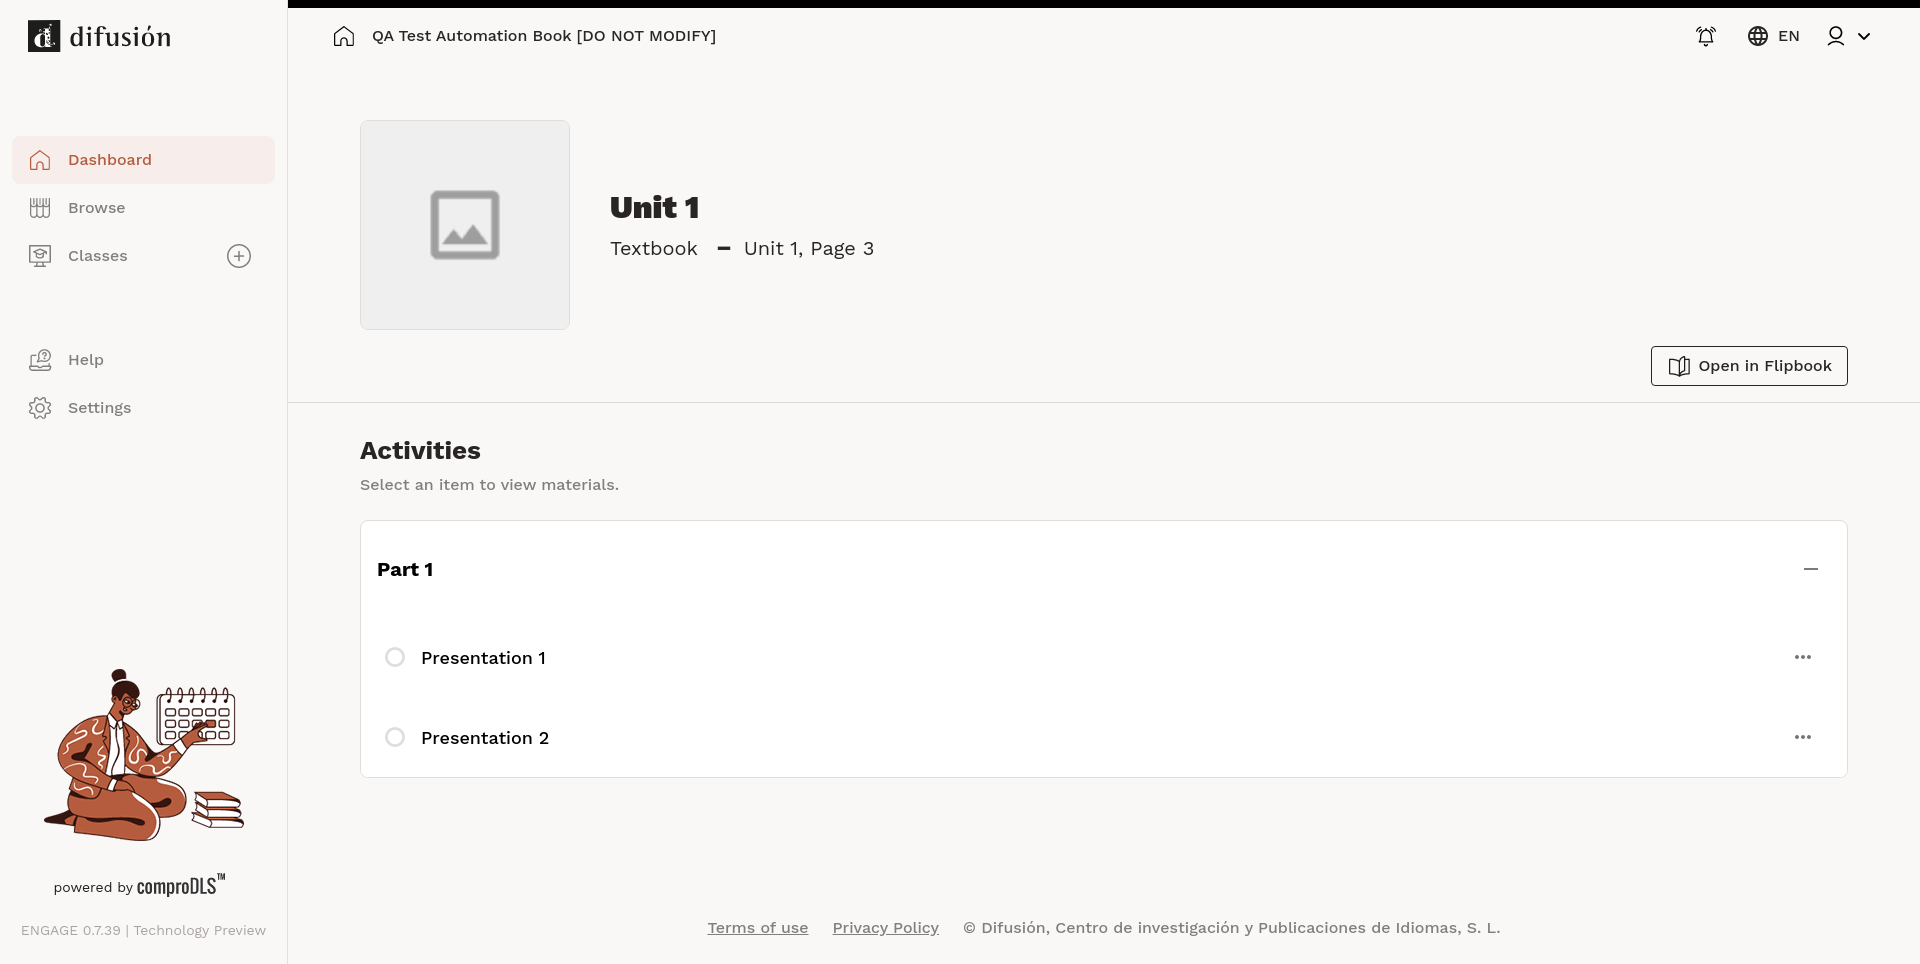 difusión
QA Test Automation Book [DO NOT MODIFY]
EN
Dashboard
Browse
Classes
Help
Settings
Unit 1
Textbook – Unit 1, Page 3
Open in Flipbook
Activities
Select an item to view materials.
Part 1
Presentation 1
Presentation 2
powered by comproDLS™
ENGAGE 0.7.39 | Technology Preview
Terms of use Privacy Policy © Difusión, Centro de investigación y Publicaciones de Idiomas, S. L.